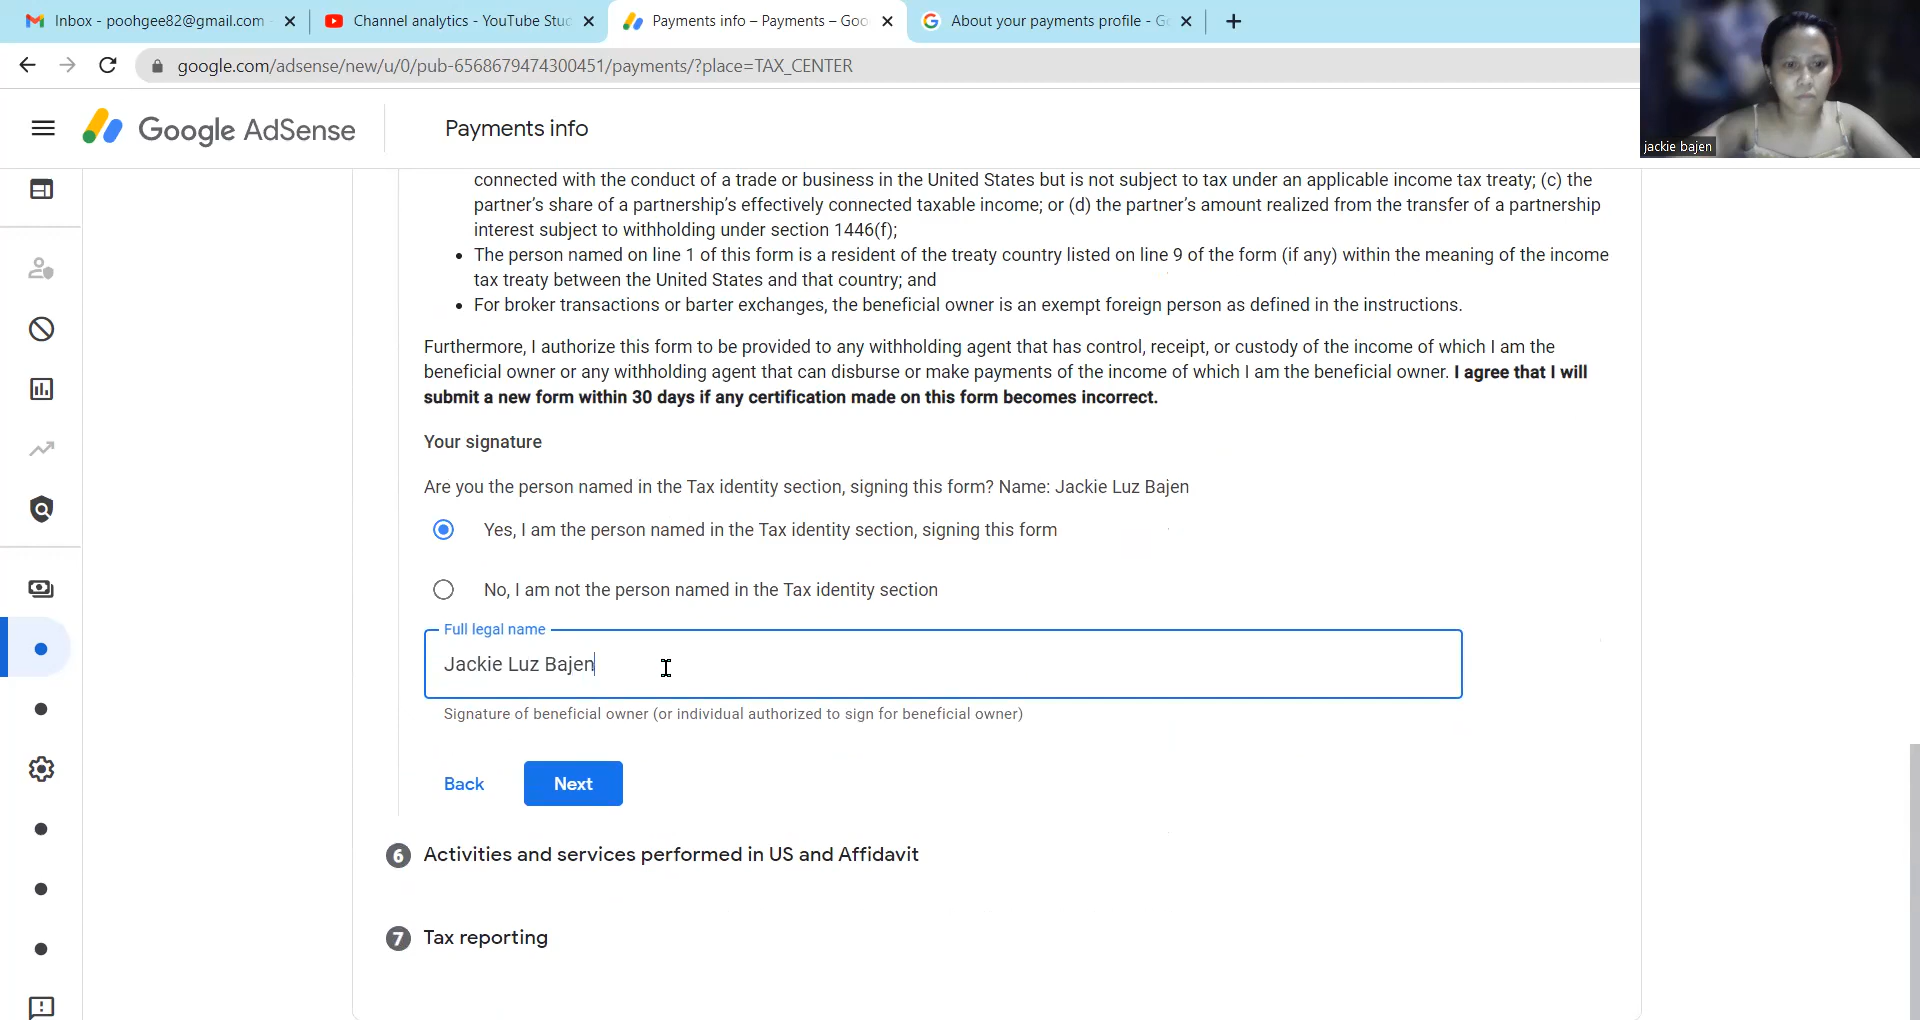 Inbox - poohgee82@gmail.com -
Channel analytics - YouTube Stu
Payments info – Payments – Goo
About your payments profile - G
google.com/adsense/new/u/0/pub-6568679474300451/payments/?place=TAX_CENTER
jackie bajen
Google AdSense
Payments info
connected with the conduct of a trade or business in the United States but is not subject to tax under an applicable income tax treaty; (c) the
partner's share of a partnership's effectively connected taxable income; or (d) the partner's amount realized from the transfer of a partnership
interest subject to withholding under section 1446(f);
• The person named on line 1 of this form is a resident of the treaty country listed on line 9 of the form (if any) within the meaning of the income
tax treaty between the United States and that country; and
• For broker transactions or barter exchanges, the beneficial owner is an exempt foreign person as defined in the instructions.
Furthermore, I authorize this form to be provided to any withholding agent that has control, receipt, or custody of the income of which I am the
beneficial owner or any withholding agent that can disburse or make payments of the income of which I am the beneficial owner. I agree that I will
submit a new form within 30 days if any certification made on this form becomes incorrect.
Your signature
Are you the person named in the Tax identity section, signing this form? Name: Jackie Luz Bajen
Yes, I am the person named in the Tax identity section, signing this form
No, I am not the person named in the Tax identity section
Full legal name
Jackie Luz Bajen
Signature of beneficial owner (or individual authorized to sign for beneficial owner)
Back
Next
6 Activities and services performed in US and Affidavit
7 Tax reporting